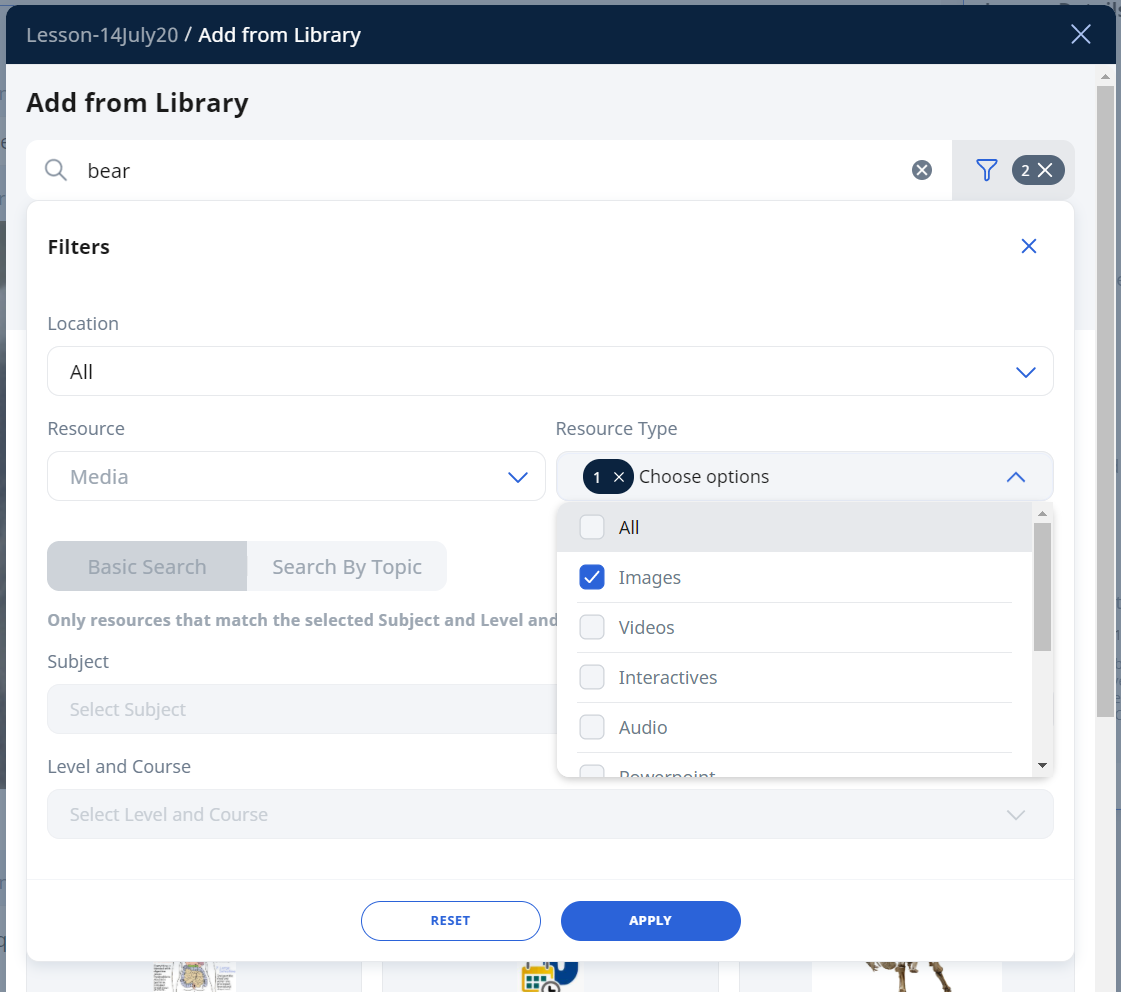 Lesson-14July20 / Add from Library
Add from Library
bear
2
Filters
Location
All
Resource
Resource Type
Media
1 Choose options
All
Images
Videos
Interactives
Audio
Powerpoint
Basic Search
Search By Topic
Only resources that match the selected Subject and Level and
Subject
Select Subject
Level and Course
Select Level and Course
RESET
APPLY